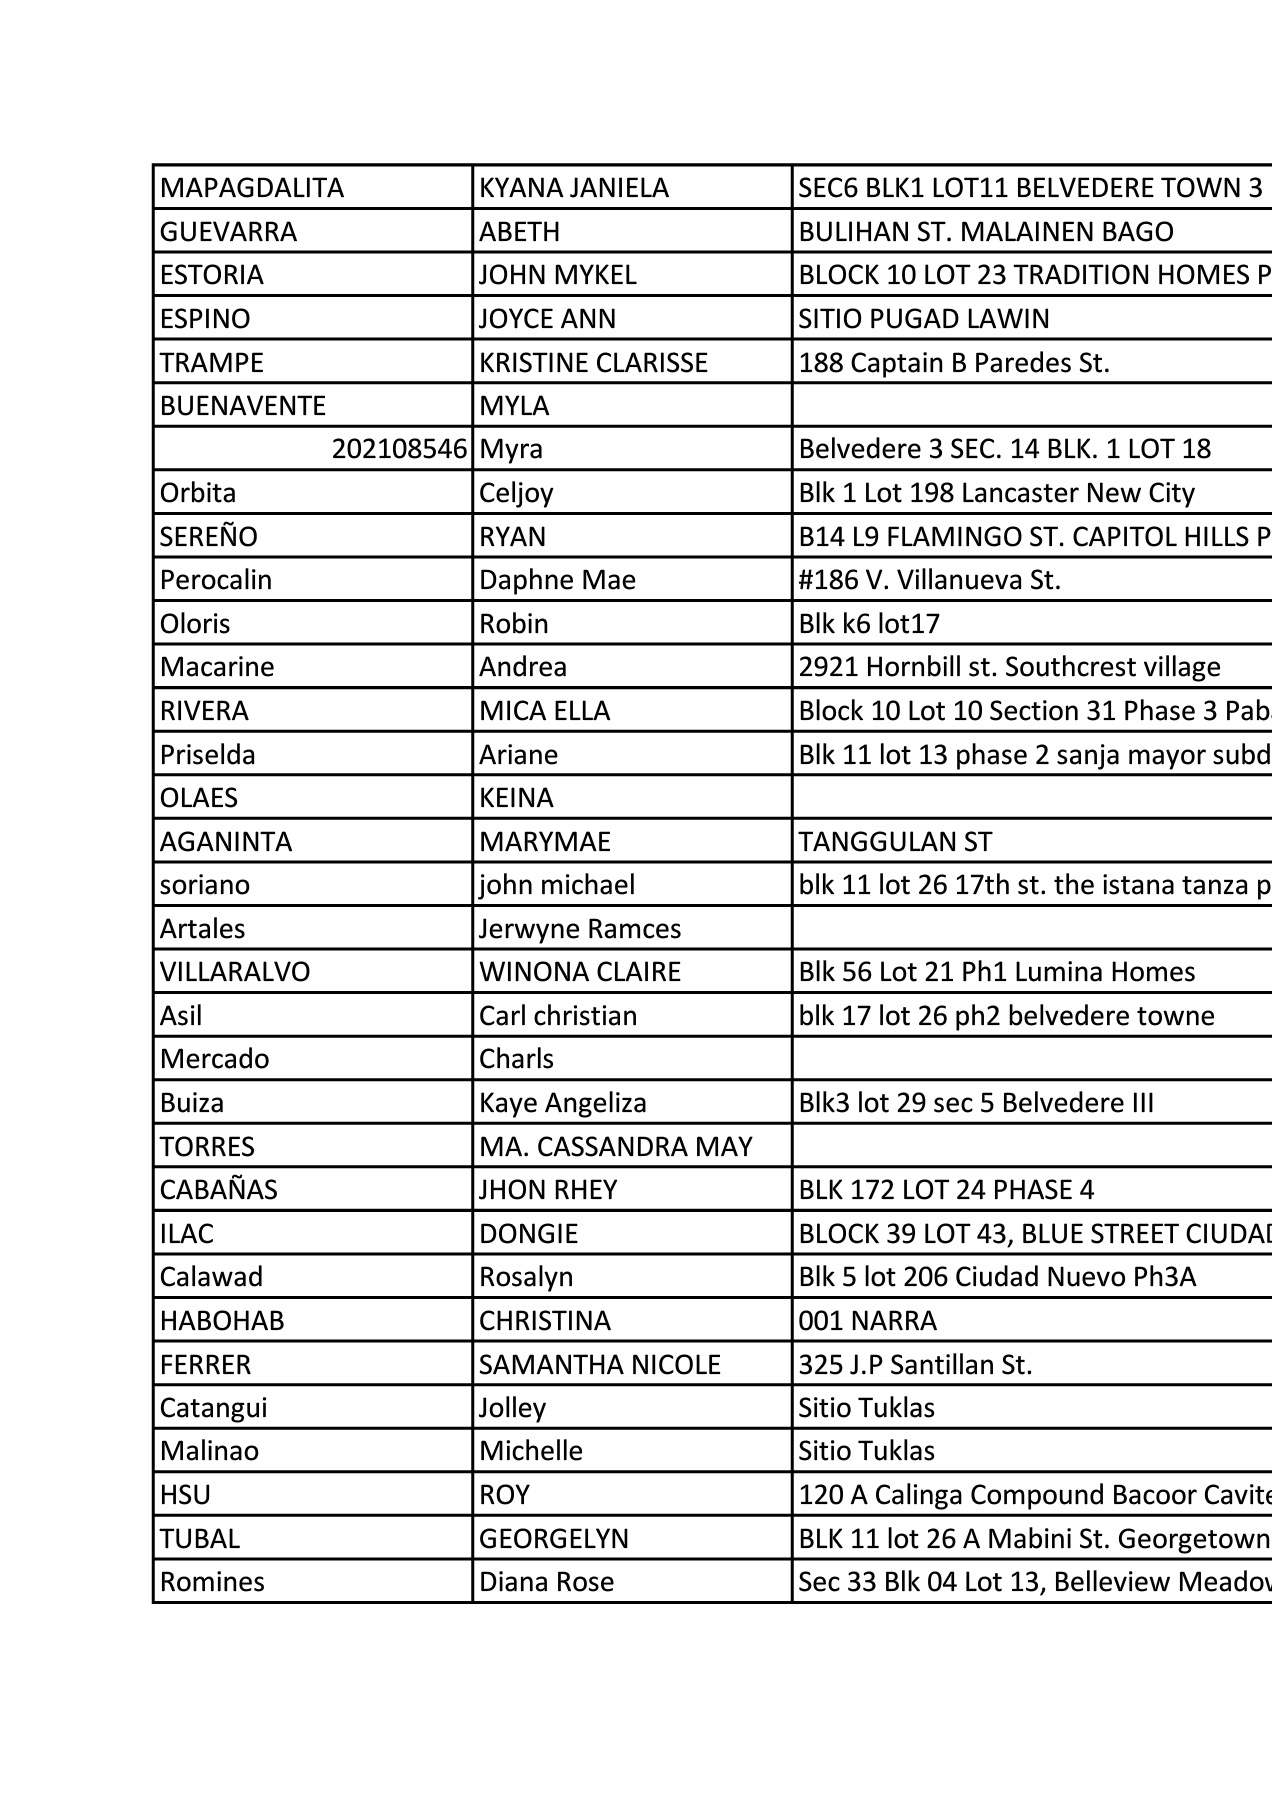 MAPAGDALITA KYANA JANIELA SEC6 BLK1 LOT11 BELVEDERE TOWN 3
GUEVARRA ABETH BULIHAN ST. MALAINEN BAGO
ESTORIA JOHN MYKEL BLOCK 10 LOT 23 TRADITION HOMES P
ESPINO JOYCE ANN SITIO PUGAD LAWIN
TRAMPE KRISTINE CLARISSE 188 Captain B Paredes St.
BUENAVENTE MYLA
202108546 Myra Belvedere 3 SEC. 14 BLK. 1 LOT 18
Orbita Celjoy Blk 1 Lot 198 Lancaster New City
SEREÑO RYAN B14 L9 FLAMINGO ST. CAPITOL HILLS P
Perocalin Daphne Mae #186 V. Villanueva St.
Oloris Robin Blk k6 lot17
Macarine Andrea 2921 Hornbill st. Southcrest village
RIVERA MICA ELLA Block 10 Lot 10 Section 31 Phase 3 Pab
Priselda Ariane Blk 11 lot 13 phase 2 sanja mayor subd
OLAES KEINA
AGANINTA MARYMAE TANGGULAN ST
soriano john michael blk 11 lot 26 17th st. the istana tanza p
Artales Jerwyne Ramces
VILLARALVO WINONA CLAIRE Blk 56 Lot 21 Ph1 Lumina Homes
Asil Carl christian blk 17 lot 26 ph2 belvedere towne
Mercado Charls
Buiza Kaye Angeliza Blk3 lot 29 sec 5 Belvedere III
TORRES MA. CASSANDRA MAY
CABAÑAS JHON RHEY BLK 172 LOT 24 PHASE 4
ILAC DONGIE BLOCK 39 LOT 43, BLUE STREET CIUDAD
Calawad Rosalyn Blk 5 lot 206 Ciudad Nuevo Ph3A
HABOHAB CHRISTINA 001 NARRA
FERRER SAMANTHA NICOLE 325 J.P Santillan St.
Catangui Jolley Sitio Tuklas
Malinao Michelle Sitio Tuklas
HSU ROY 120 A Calinga Compound Bacoor Cavite
TUBAL GEORGELYN BLK 11 lot 26 A Mabini St. Georgetown
Romines Diana Rose Sec 33 Blk 04 Lot 13, Belleview Meadow